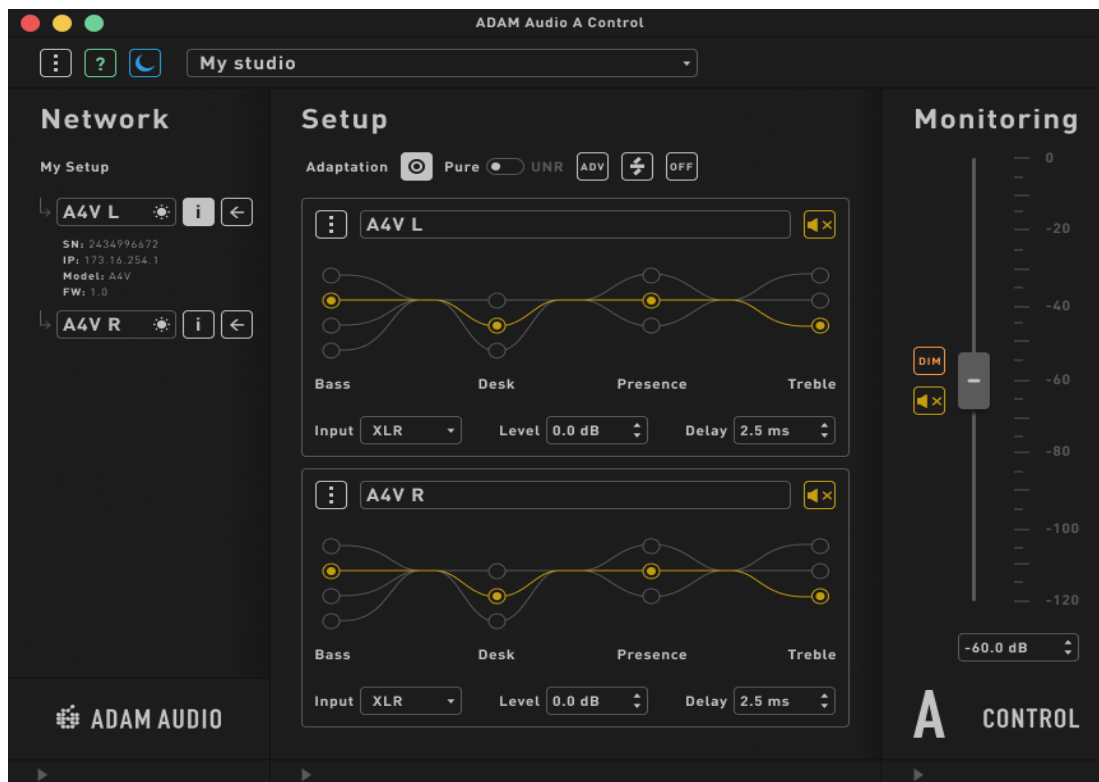 ADAM Audio A Control
?
My studio
Network
My Setup
A4V L
i
SN: 2434996672
IP: 173.16.254.1
Model: A4V
FW: 1.0
A4V R
i
ADAM AUDIO
Setup
Adaptation
Pure
UNR
ADV
OFF
A4V L
Bass
Desk
Presence
Treble
Input
XLR
Level
0.0 dB
Delay
2.5 ms
A4V R
Bass
Desk
Presence
Treble
Input
XLR
Level
0.0 dB
Delay
2.5 ms
Monitoring
0
-20
-40
DIM
-60
-80
-100
-120
-60.0 dB
A CONTROL